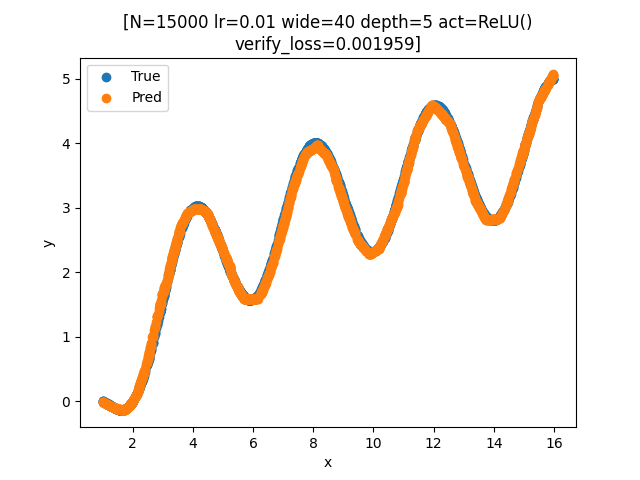 [N=15000 lr=0.01 wide=40 depth=5 act=ReLU()
verify_loss=0.001959]
True
Pred
5
4
3
2
1
0
y
2 4 6 8 10 12 14 16
x